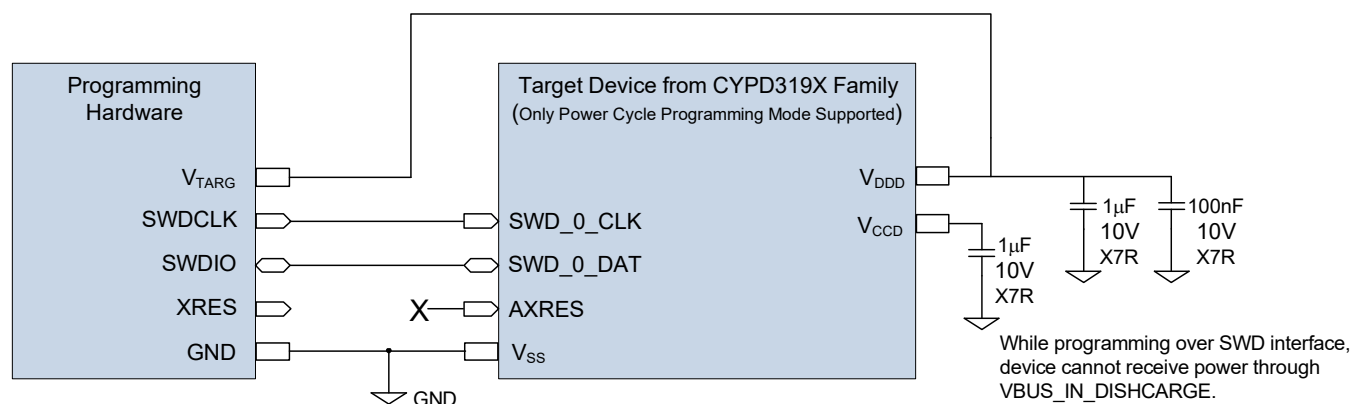 Programming
Hardware
VTARG
SWDCLK
SWDIO
XRES
GND
Target Device from CYPD319X Family
(Only Power Cycle Programming Mode Supported)
SWD_0_CLK
SWD_0_DAT
X
AXRES
VSS
VDDD
VCCD
GND
1µF
10V
X7R
1µF
10V
X7R
100nF
10V
X7R
While programming over SWD interface,
device cannot receive power through
VBUS_IN_DISHCARGE.